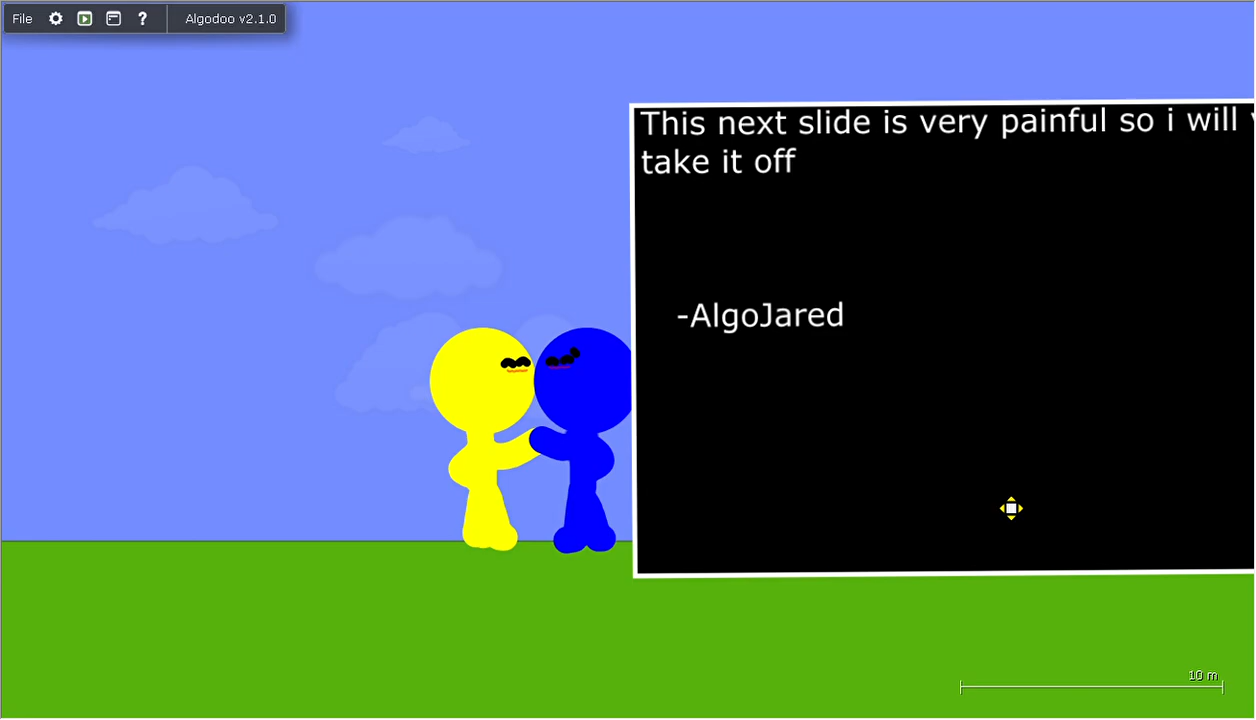 File ? Algodoo v2.1.0
This next slide is very painful so i will
take it off
-AlgoJared
10 m